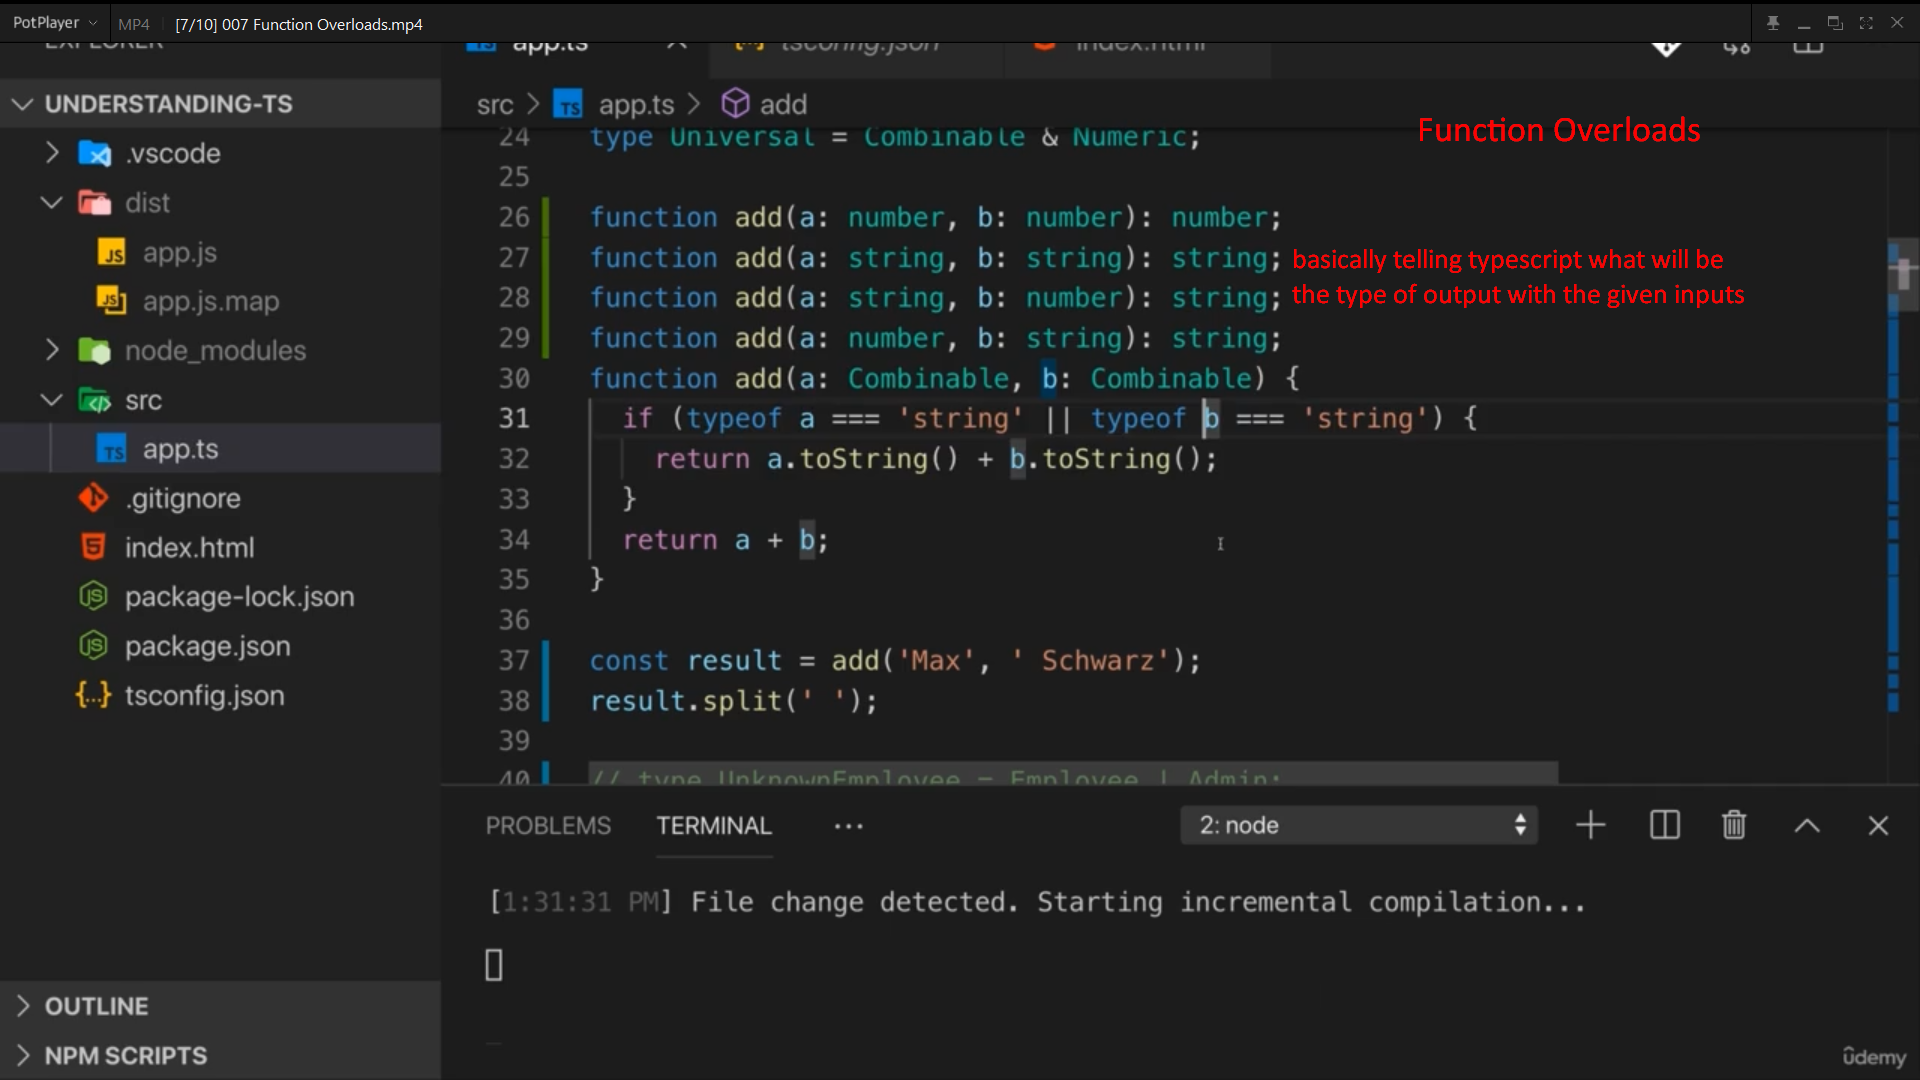 PotPlayer
MP4
[7/10] 007 Function Overloads.mp4
EXPLORER
app.ts
tsconfig.json
index.html
UNDERSTANDING-TS
.vscode
dist
JS app.js
JS app.js.map
node_modules
src
TS app.ts
.gitignore
index.html
package-lock.json
package.json
{...} tsconfig.json
OUTLINE
NPM SCRIPTS
src > TS app.ts > add
Function Overloads
24 type Universal = Combinable & Numeric;
25
26 function add(a: number, b: number): number;
27 function add(a: string, b: string): string;
28 function add(a: string, b: number): string;
29 function add(a: number, b: string): string;
basically telling typescript what will be
the type of output with the given inputs
30 function add(a: Combinable, b: Combinable) {
31 if (typeof a === 'string' || typeof b === 'string') {
32 return a.toString() + b.toString();
33 }
34 return a + b;
35 }
36
37 const result = add('Max', ' Schwarz');
38 result.split(' ');
39
40 // type UnknownEmployee = Employee | Admin;
PROBLEMS
TERMINAL
...
2: node
[1:31:31 PM] File change detected. Starting incremental compilation...
ûdemy